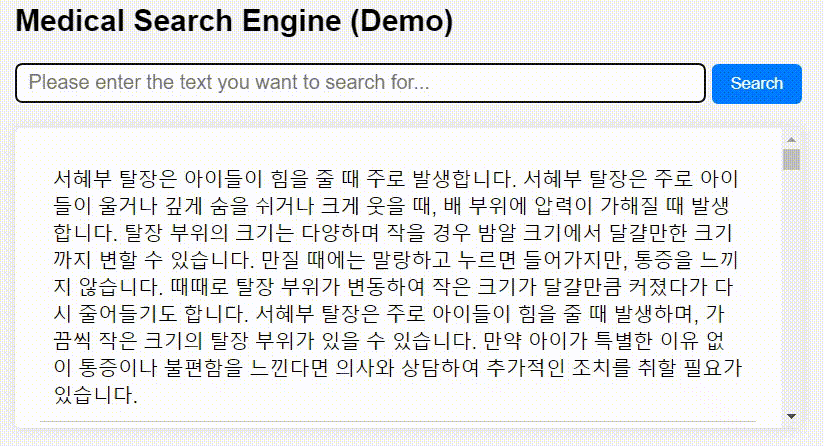 Medical Search Engine (Demo)
Please enter the text you want to search for...
Search
서혜부 탈장은 아이들이 힘을 줄 때 주로 발생합니다. 서혜부 탈장은 주로 아이
들이 울거나 깊게 숨을 쉬거나 크게 웃을 때, 배 부위에 압력이 가해질 때 발생
합니다. 탈장 부위의 크기는 다양하며 작을 경우 밤알 크기에서 달걀만한 크기
까지 변할 수 있습니다. 만질 때에는 말랑하고 누르면 들어가지만, 통증을 느끼
지 않습니다. 때때로 탈장 부위가 변동하여 작은 크기가 달걀만큼 커졌다가 다
시 줄어들기도 합니다. 서혜부 탈장은 주로 아이들이 힘을 줄 때 발생하며, 가
끔씩 작은 크기의 탈장 부위가 있을 수 있습니다. 만약 아이가 특별한 이유 없
이 통증이나 불편함을 느낀다면 의사와 상담하여 추가적인 조치를 취할 필요가
있습니다.